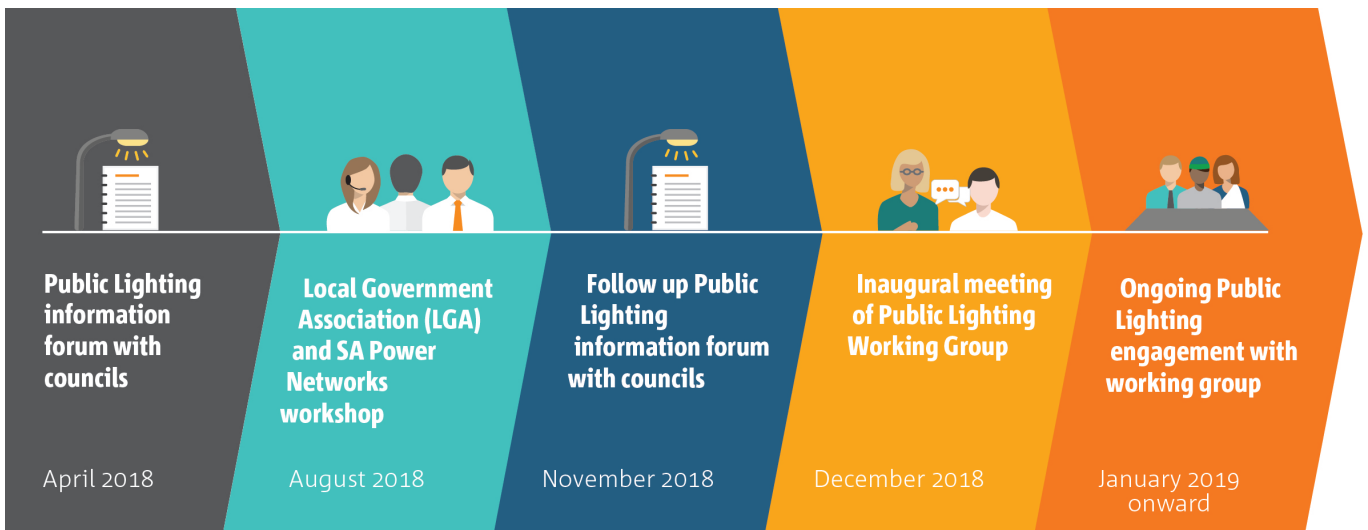 Public Lighting
information
forum with
councils
April 2018
Local Government
Association (LGA)
and SA Power
Networks
workshop
August 2018
Follow up Public
Lighting
information forum
with councils
November 2018
Inaugural meeting
of Public Lighting
Working Group
December 2018
Ongoing Public
Lighting
engagement with
working group
January 2019
onward